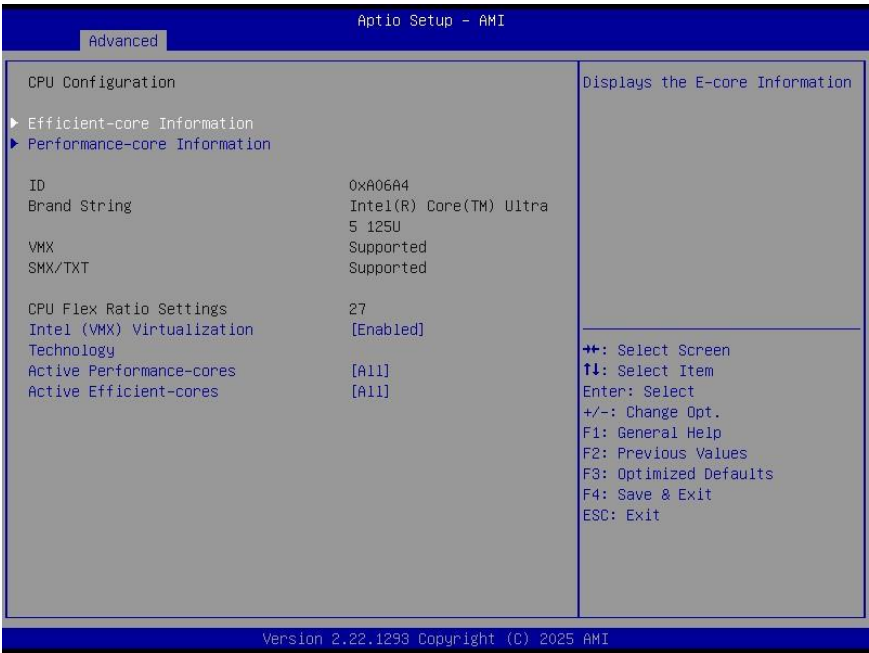 Aptio Setup – AMI
Advanced
CPU Configuration
Displays the E-core Information
Efficient-core Information
Performance-core Information
ID 0xA06A4
Brand String Intel(R) Core(TM) Ultra
5 125U
VMX Supported
SMX/TXT Supported
CPU Flex Ratio Settings 27
Intel (VMX) Virtualization [Enabled]
Technology
Active Performance-cores [All]
Active Efficient-cores [All]
→←: Select Screen
↑↓: Select Item
Enter: Select
+/-: Change Opt.
F1: General Help
F2: Previous Values
F3: Optimized Defaults
F4: Save & Exit
ESC: Exit
Version 2.22.1293 Copyright (C) 2025 AMI